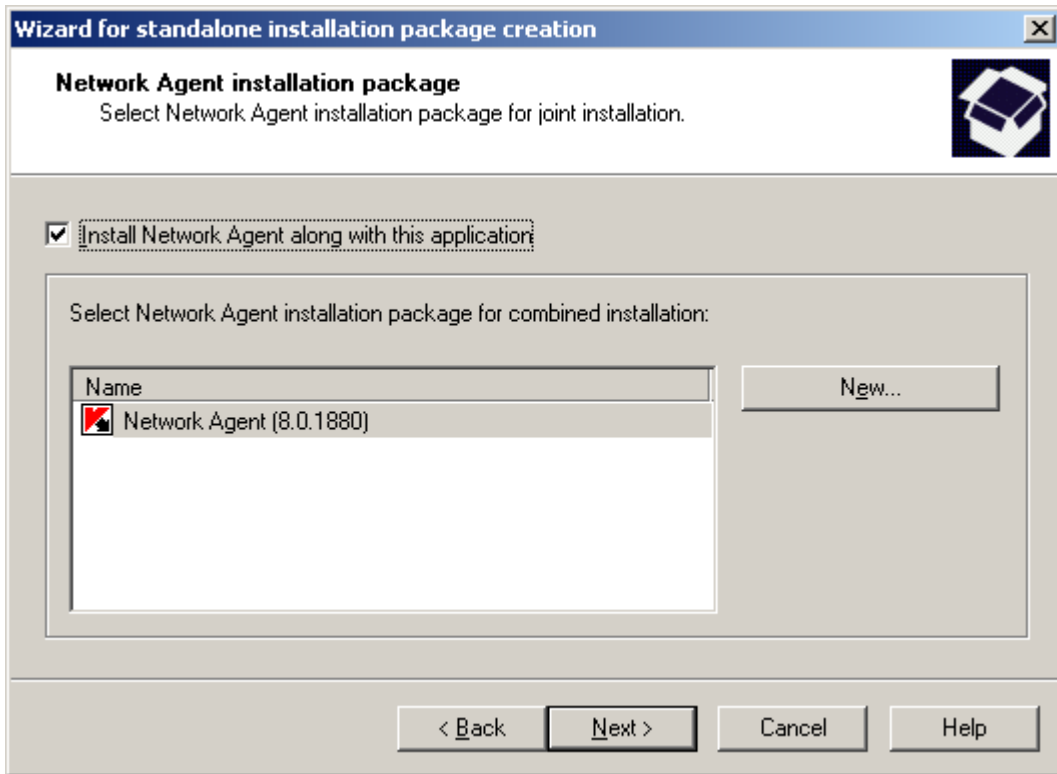 Wizard for standalone installation package creation
Network Agent installation package
Select Network Agent installation package for joint installation.
Install Network Agent along with this application
Select Network Agent installation package for combined installation:
Name
New...
Network Agent (8.0.1880)
< Back
Next >
Cancel
Help